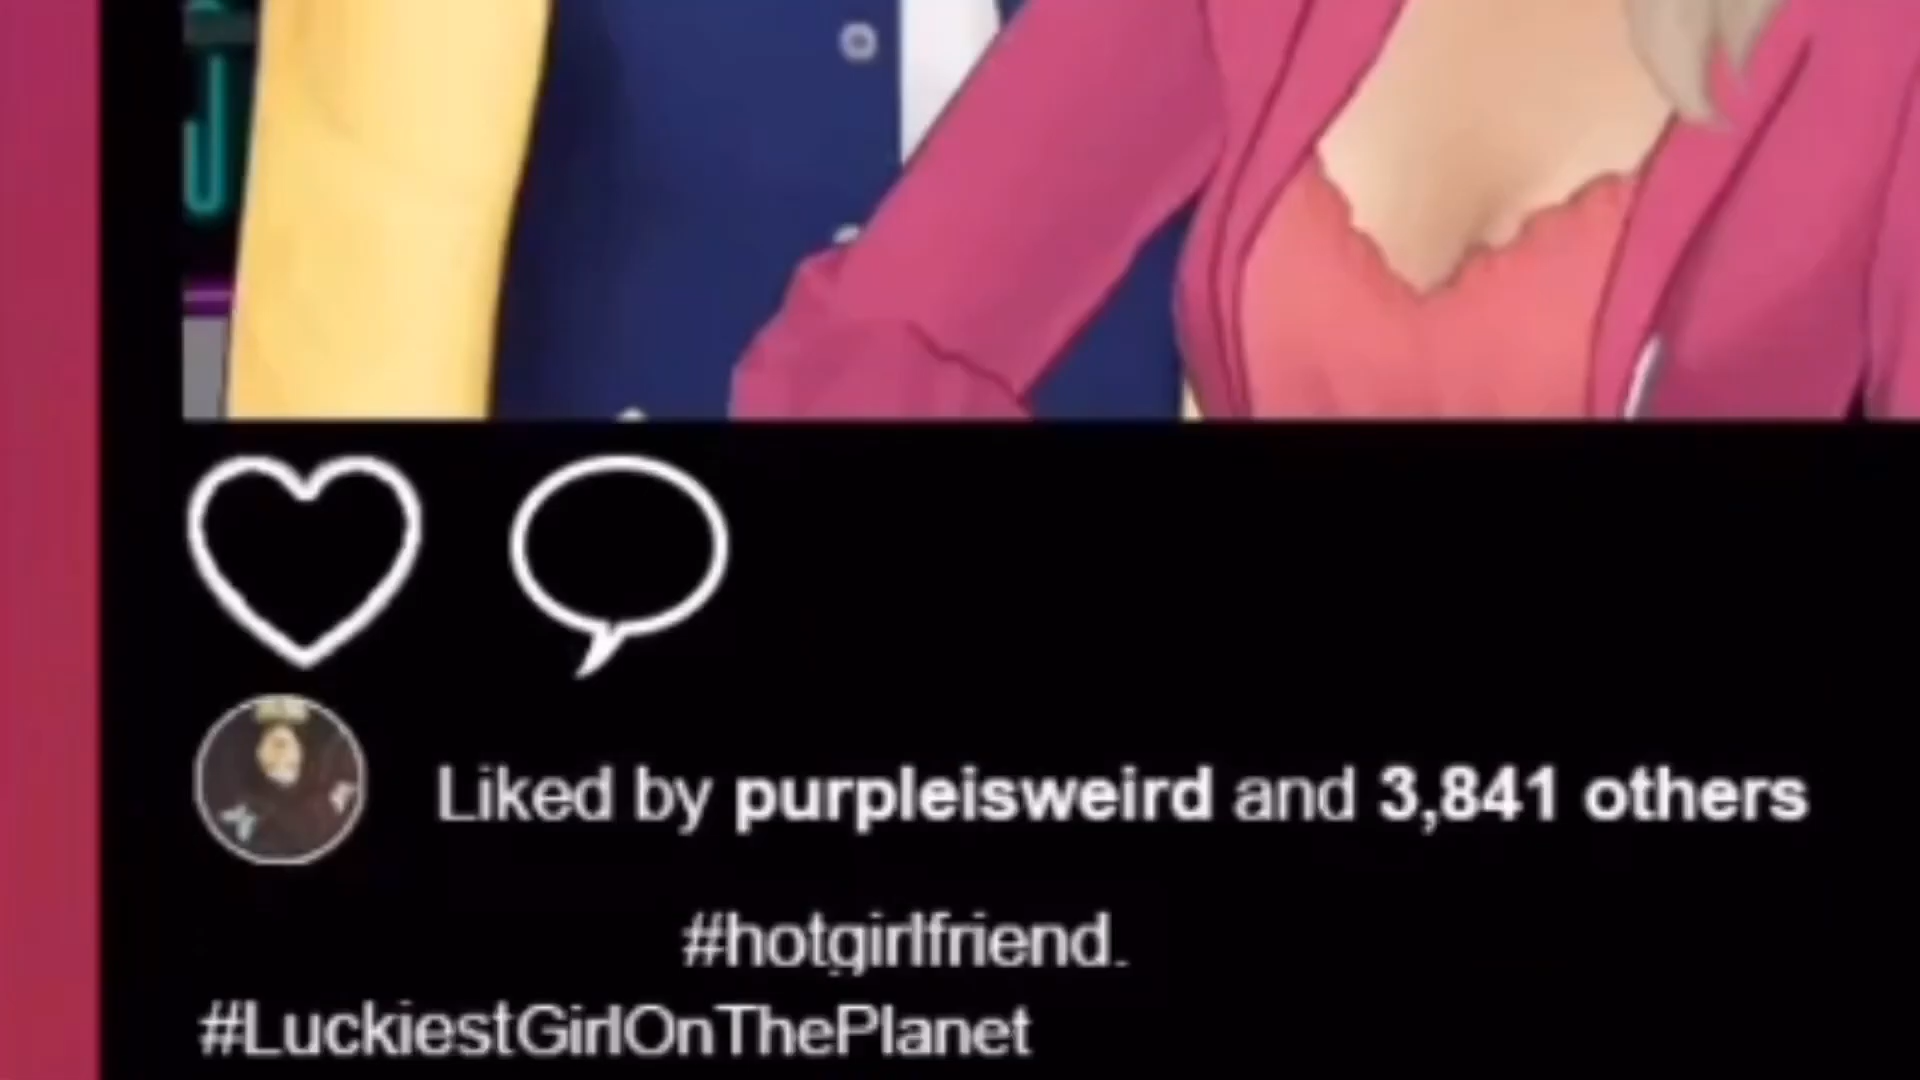 Liked by purpleisweird and 3,841 others
#hotgirlfriend.
#LuckiestGirlOnThePlanet